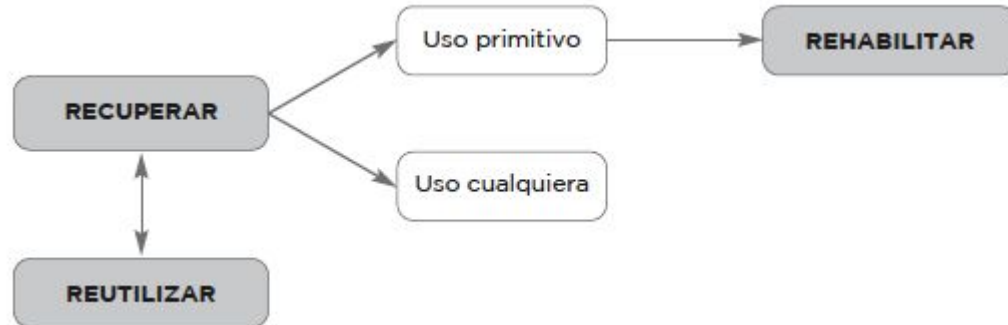 Uso primitivo
REHABILITAR
RECUPERAR
Uso cualquiera
REUTILIZAR